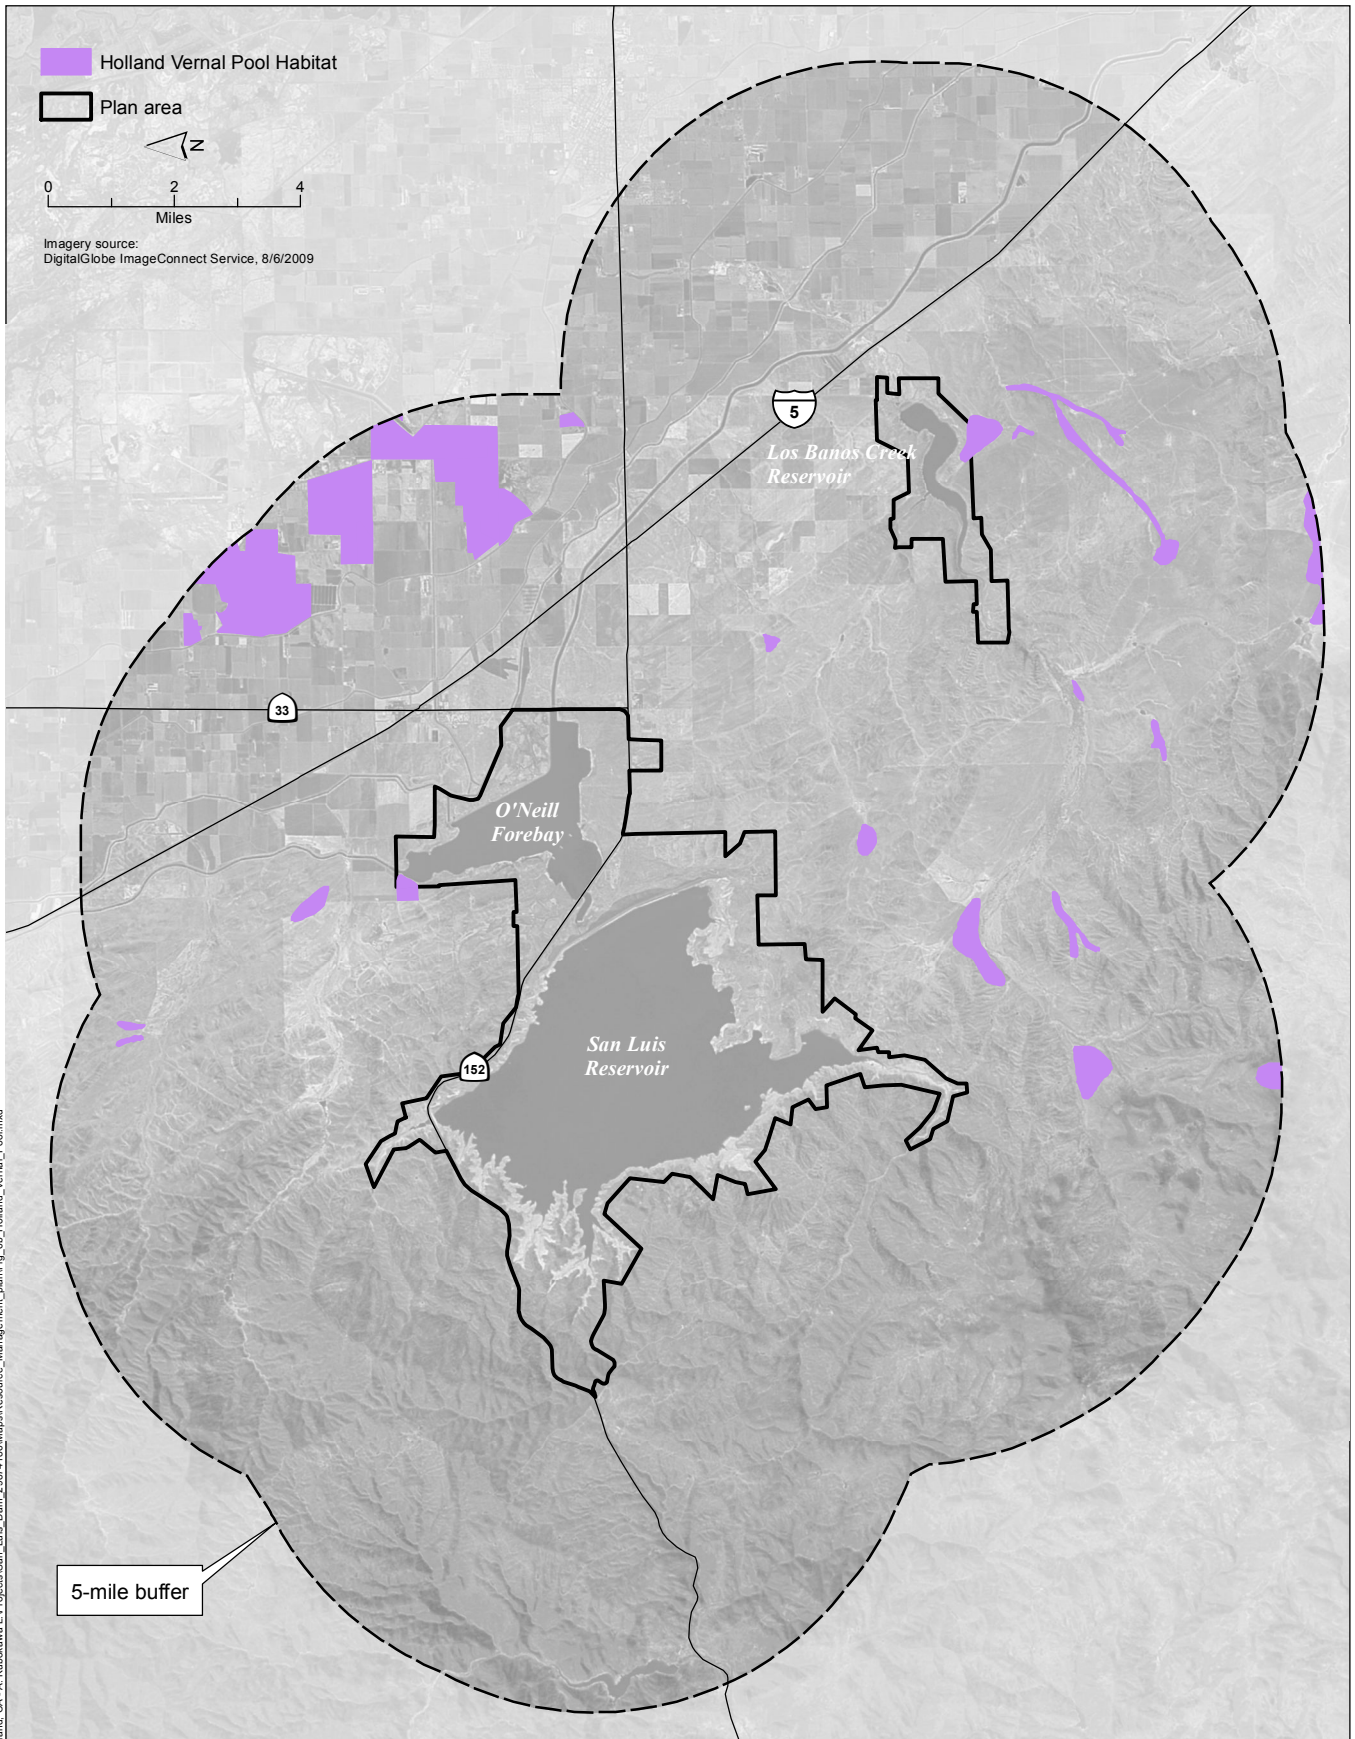 Holland Vernal Pool Habitat
Plan area
N
0 2 4
Miles
Imagery source:
DigitalGlobe ImageConnect Service, 8/6/2009
5
Los Banos Creek
Reservoir
33
O'Neill
Forebay
San Luis
Reservoir
152
5-mile buffer